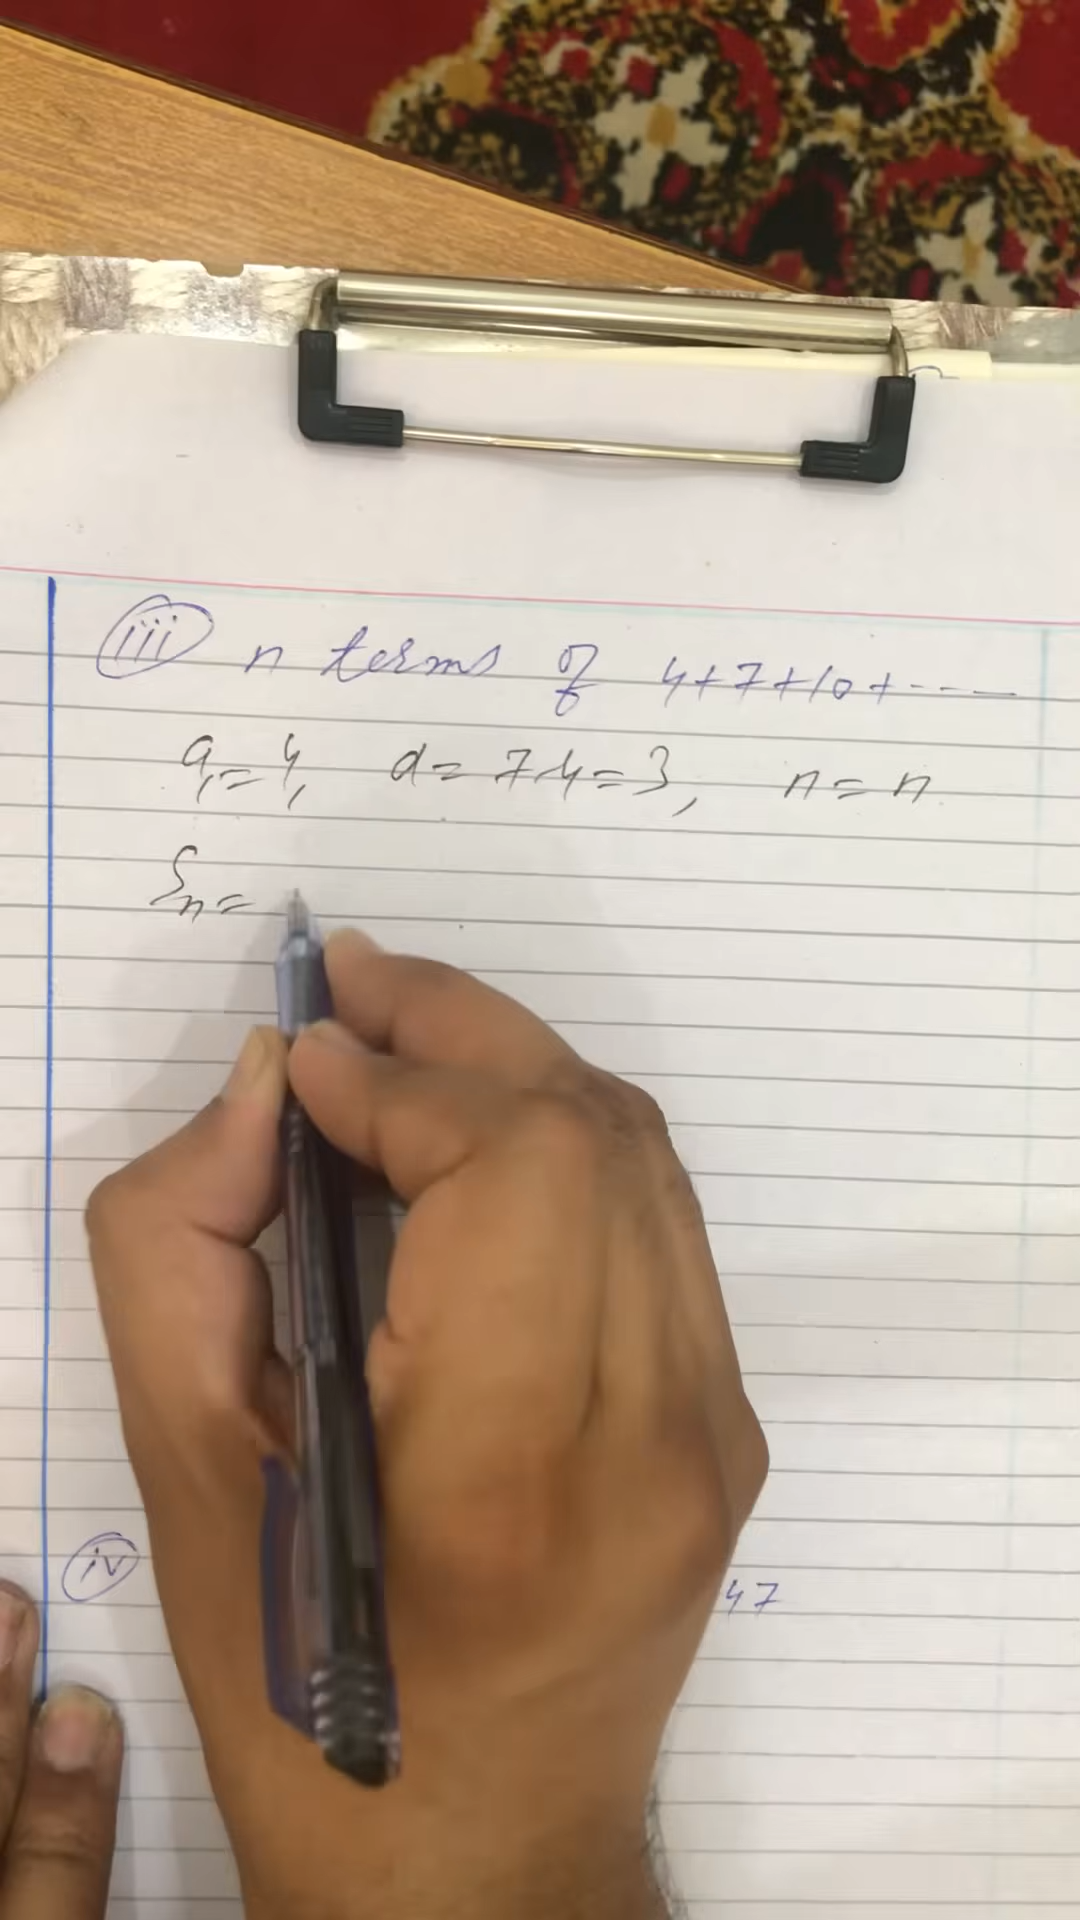 iii n terms of 4+7+10+-----
a₁=4, d=7-4=3, n=n
Sₙ=
iv 47